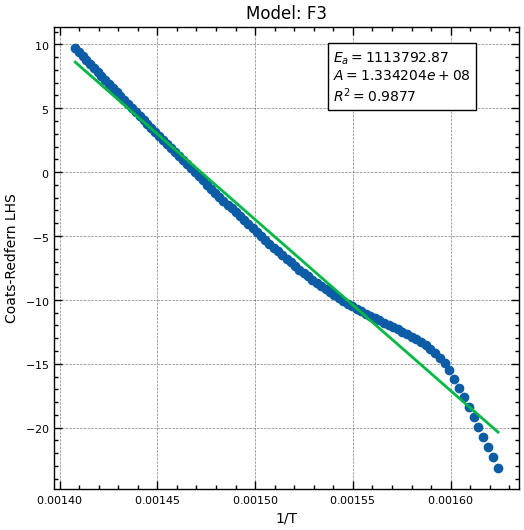 Model: F3
E_a = 1113792.87
A = 1.334204e + 08
R² = 0.9877
Coats-Redfern LHS
10
5
0
−5
−10
−15
−20
0.00140 0.00145 0.00150 0.00155 0.00160
1/T